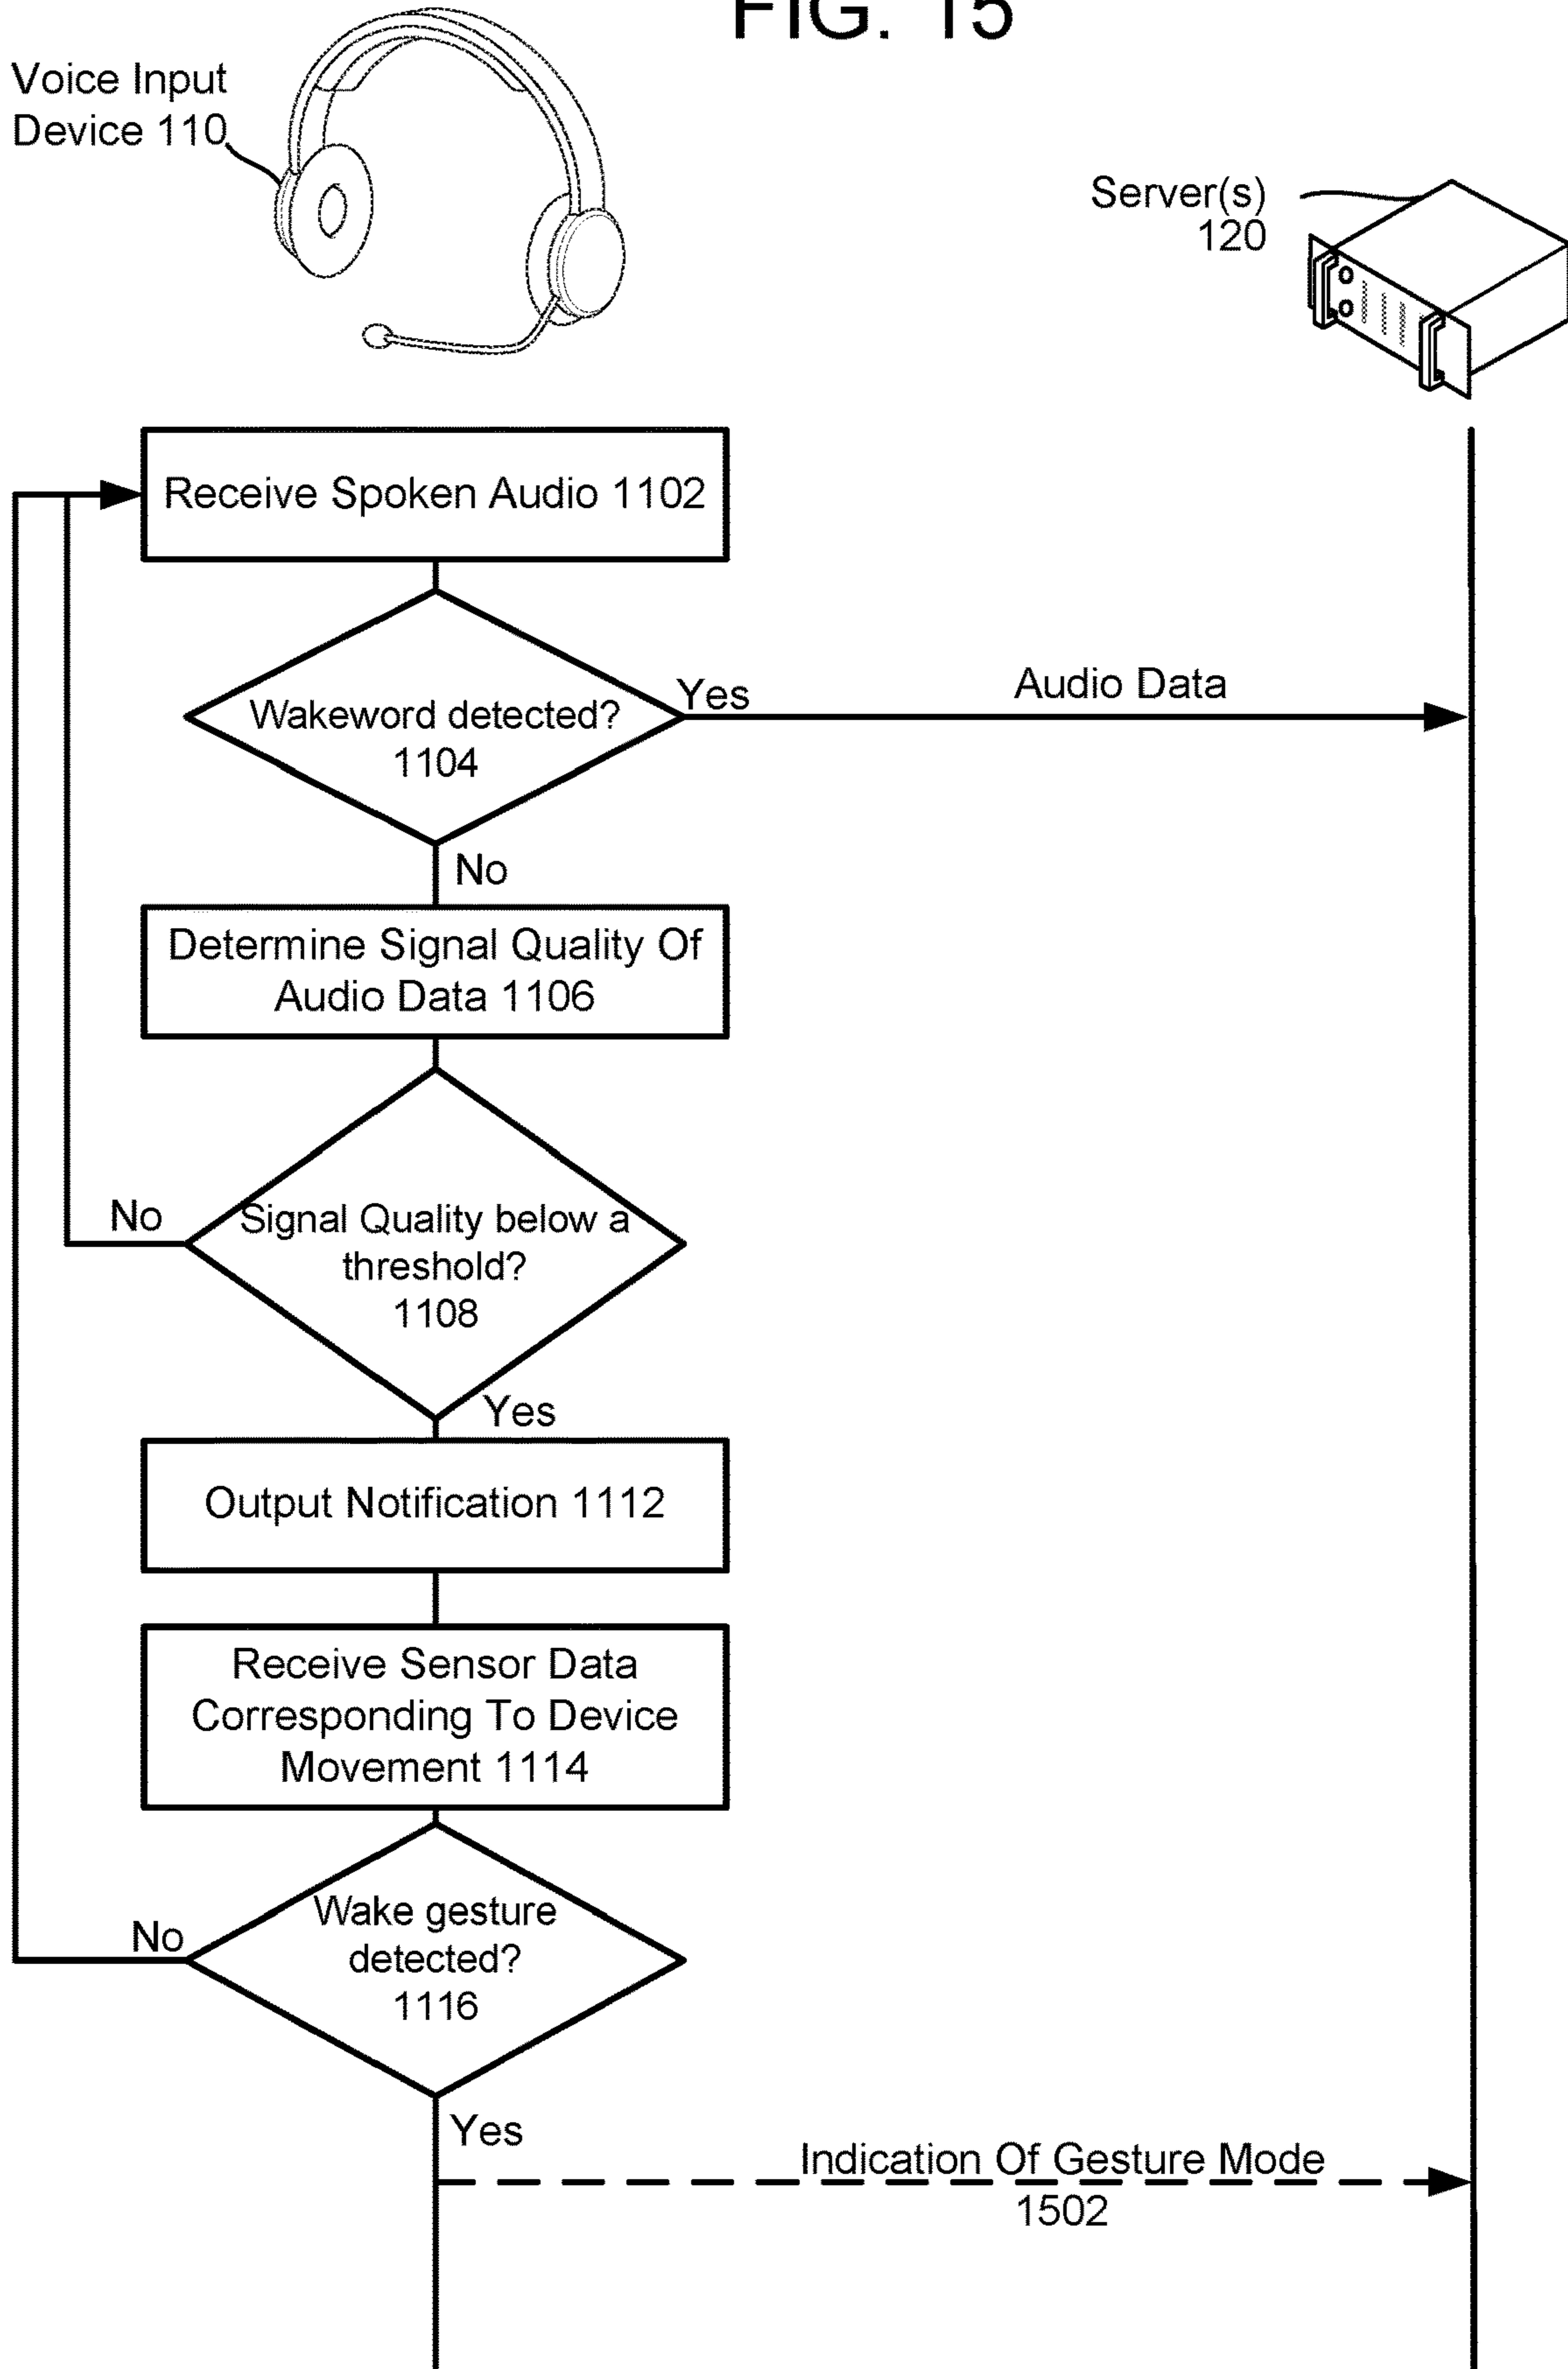 FIG. 15
Voice Input
Device 110
Server(s)
120
Receive Spoken Audio 1102
Wakeword detected?
1104
Yes
Audio Data
No
Determine Signal Quality Of
Audio Data 1106
Signal Quality below a
threshold?
1108
No
Yes
Output Notification 1112
Receive Sensor Data
Corresponding To Device
Movement 1114
Wake gesture
detected?
1116
No
Yes
Indication Of Gesture Mode
1502